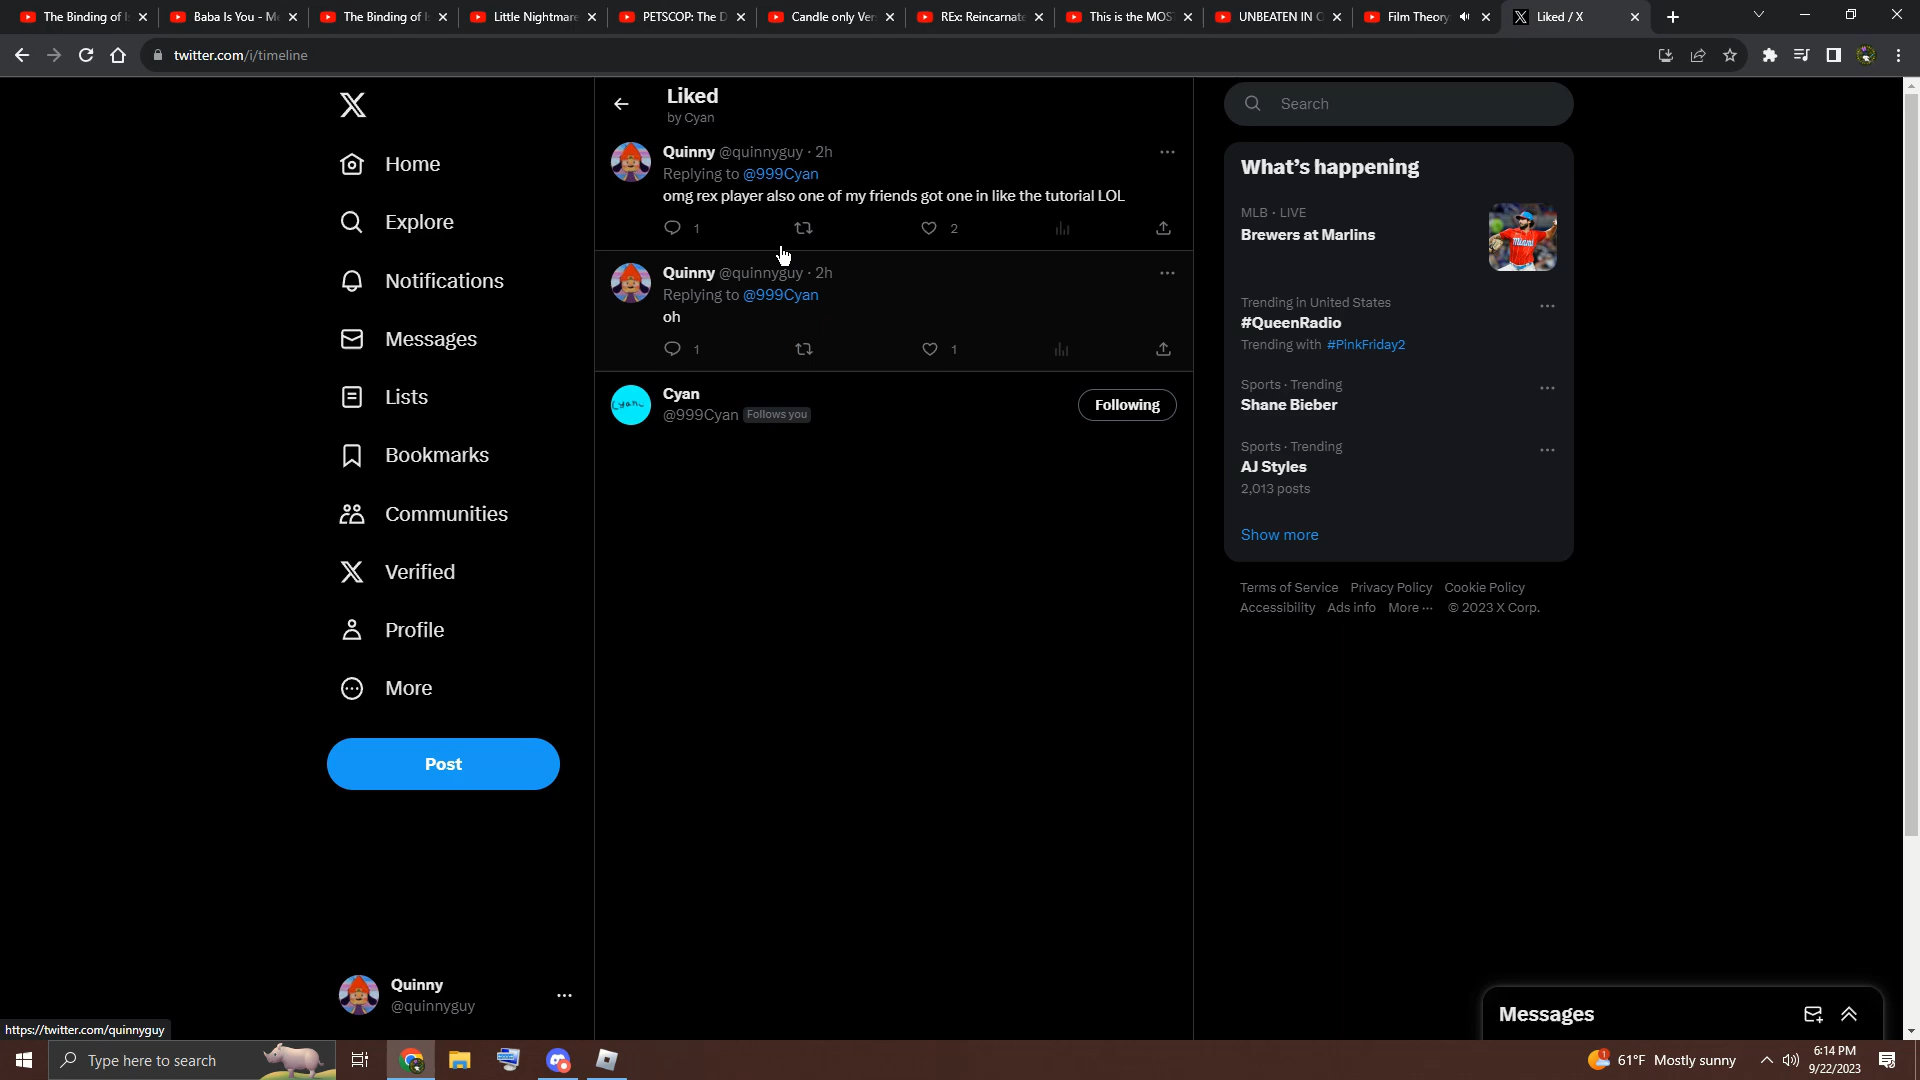 The Binding of I
Baba Is You - Mo
The Binding of I
Little Nightmare
PETSCOP: The D
Candle only Ver
REx: Reincarnate
This is the MOS
UNBEATEN IN G
Film Theory
Liked / X
twitter.com/i/timeline
Home
Explore
Notifications
Messages
Lists
Bookmarks
Communities
Verified
Profile
More
Post
Quinny
@quinnyguy
https://twitter.com/quinnyguy
Liked
by Cyan
Quinny @quinnyguy · 2h
Replying to @999Cyan
omg rex player also one of my friends got one in like the tutorial LOL
1 2
Quinny @quinnyguy · 2h
Replying to @999Cyan
oh
1 1
Cyan
@999Cyan Follows you
Following
Search
What's happening
MLB · LIVE
Brewers at Marlins
Trending in United States
#QueenRadio
Trending with #PinkFriday2
Sports · Trending
Shane Bieber
Sports · Trending
AJ Styles
2,013 posts
Show more
Terms of Service Privacy Policy Cookie Policy
Accessibility Ads info More ··· © 2023 X Corp.
Messages
Type here to search
61°F Mostly sunny
6:14 PM
9/22/2023